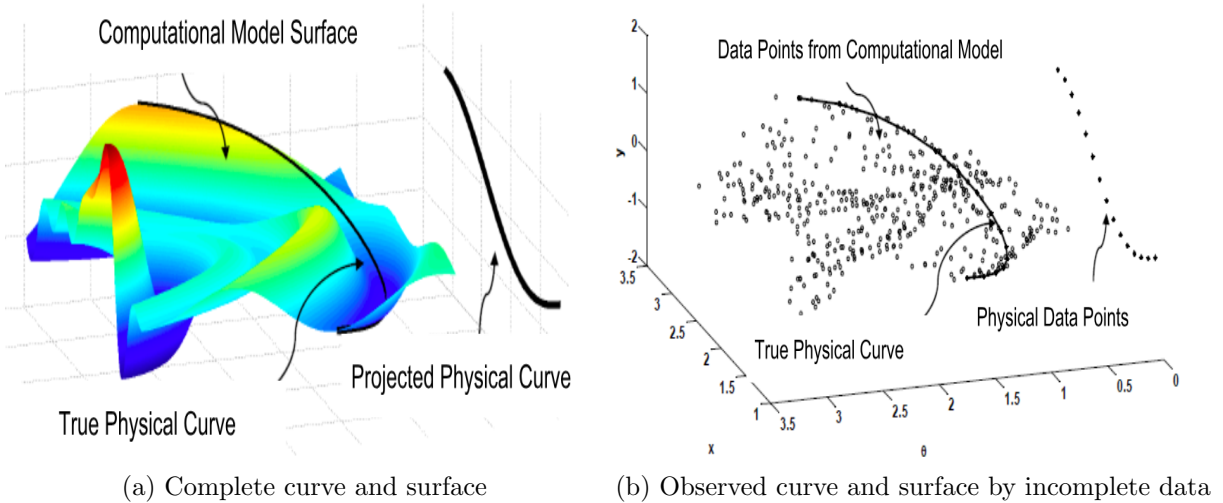 Computational Model Surface
Projected Physical Curve
True Physical Curve
(a) Complete curve and surface
Data Points from Computational Model
Physical Data Points
True Physical Curve
2
1
0
-1
-2
y
3.5
3
2.5
2
1.5
1
x
3.5
3
2.5
2
1.5
1
0.5
0
θ
(b) Observed curve and surface by incomplete data